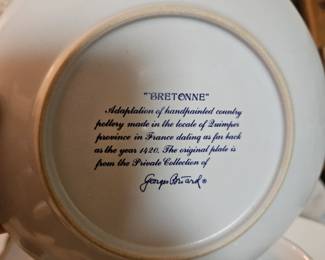 "BRETONNE"
Adaptation of handpainted country
pottery made in the locale of Quimper
province in France dating as far back
as the year 1420. The original plate is
from the Private Collection of
Georges Briard®